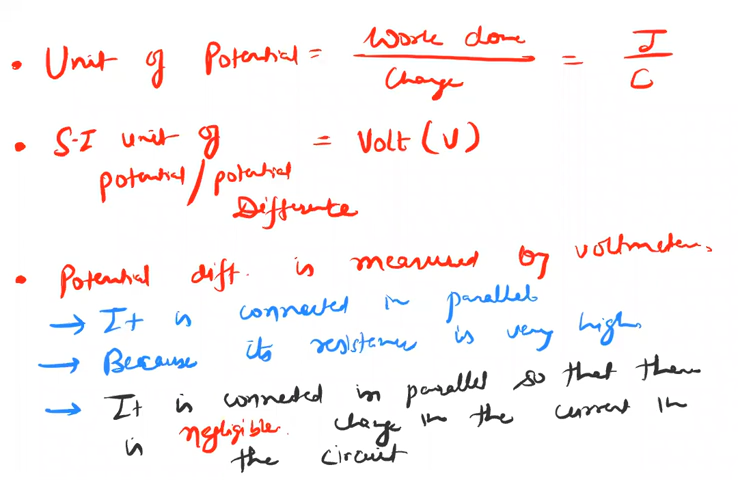 • Unit of Potential = Work done / Charge = J / C
• S.I unit of potential / potential Difference = Volt (V)
• Potential diff. is measured by voltmeter.
→ It is connected in parallel
→ Because its resistance is very high.
→ It is connected in parallel so that there
is negligible change in the current in
the circuit